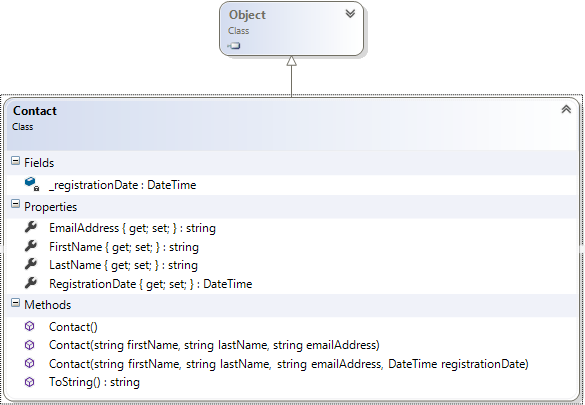 Object
Class
Contact
Class
Fields
_registrationDate : DateTime
Properties
EmailAddress { get; set; } : string
FirstName { get; set; } : string
LastName { get; set; } : string
RegistrationDate { get; set; } : DateTime
Methods
Contact()
Contact(string firstName, string lastName, string emailAddress)
Contact(string firstName, string lastName, string emailAddress, DateTime registrationDate)
ToString() : string